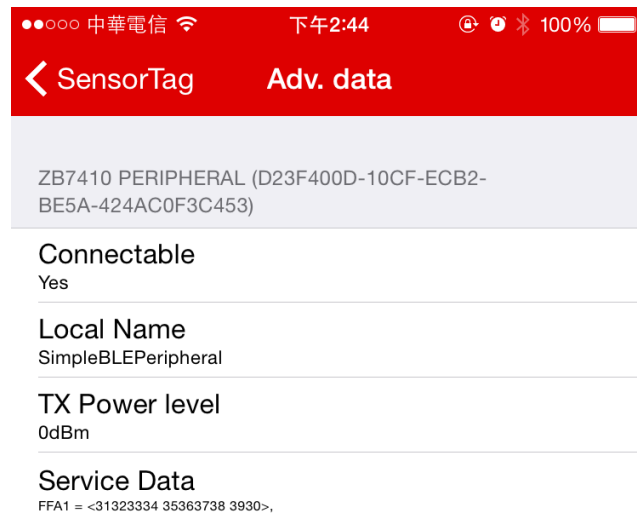 中華電信 下午2:44 100%
SensorTag Adv. data
ZB7410 PERIPHERAL (D23F400D-10CF-ECB2-
BE5A-424AC0F3C453)
Connectable
Yes
Local Name
SimpleBLEPeripheral
TX Power level
0dBm
Service Data
FFA1 = <31323334 35363738 3930>,